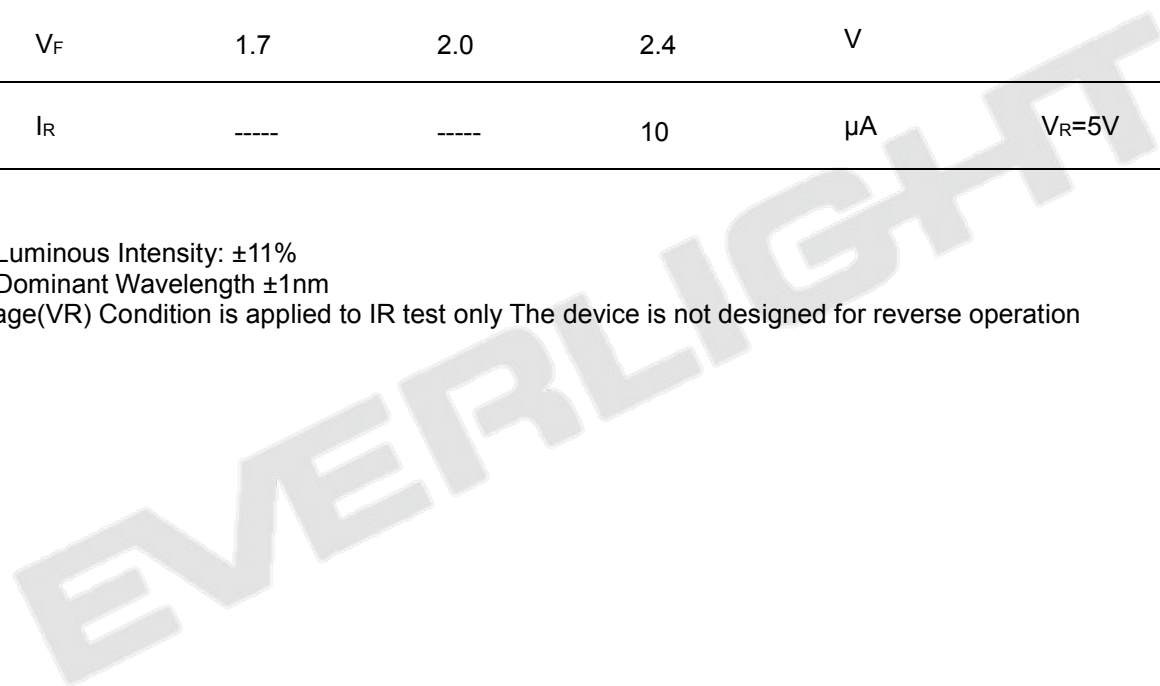 VF 1.7 2.0 2.4 V
IR ----- ----- 10 µA VR=5V
Luminous Intensity: ±11%
Dominant Wavelength ±1nm
age(VR) Condition is applied to IR test only The device is not designed for reverse operation
EVERLIGHT